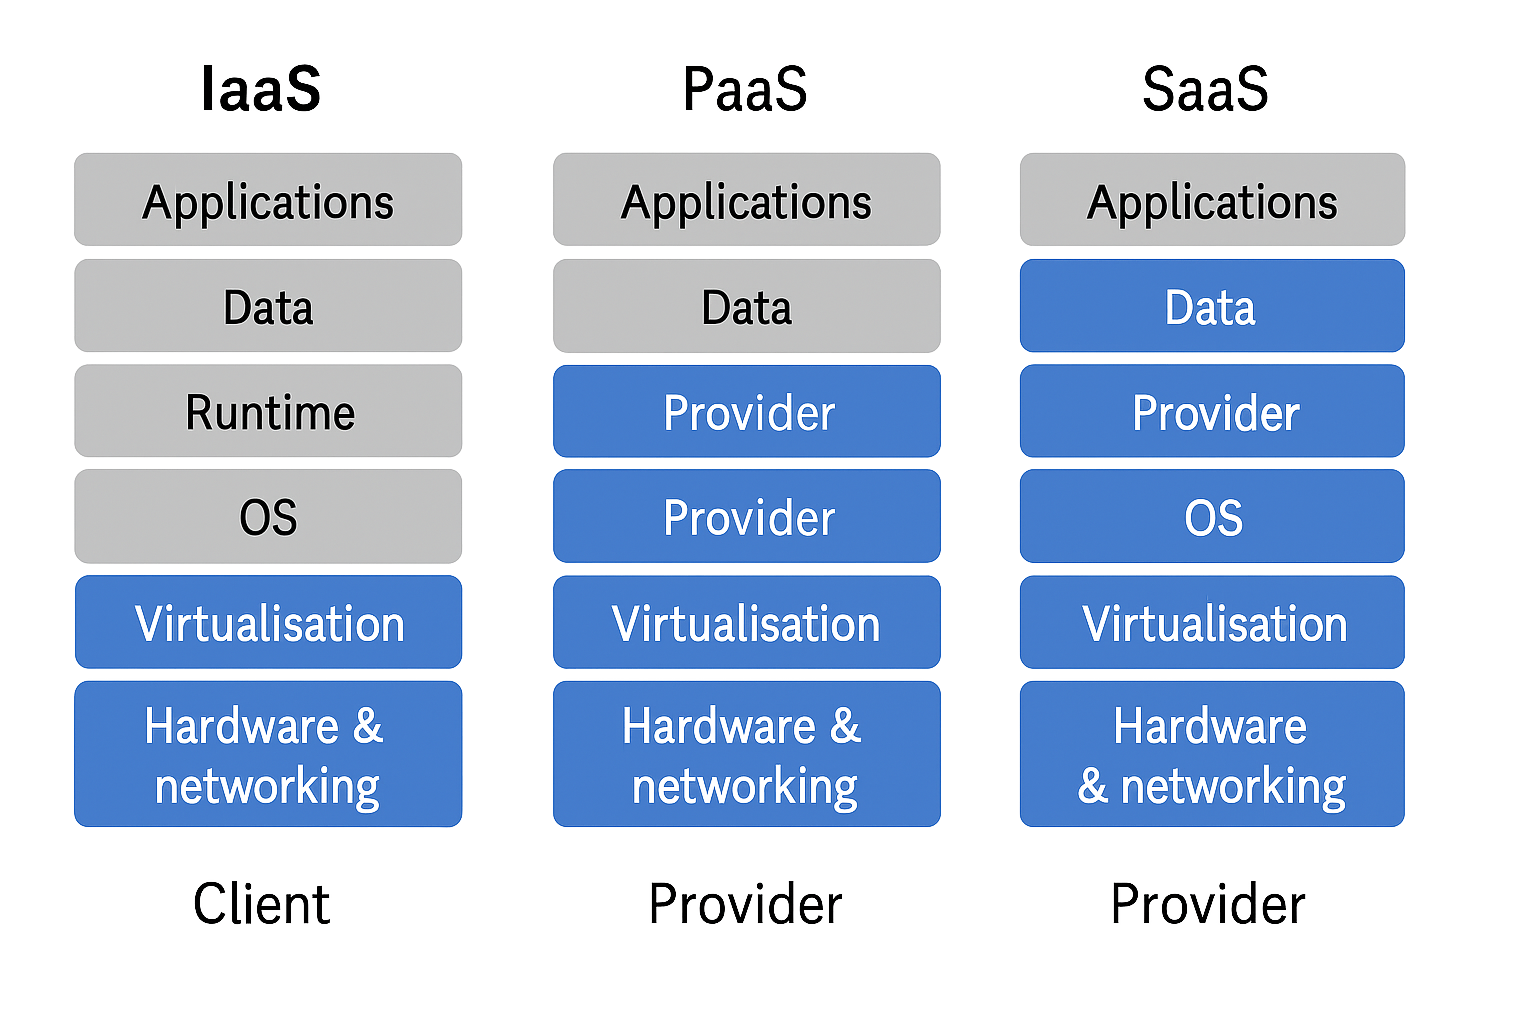 IaaS
Applications
Data
Runtime
OS
Virtualisation
Hardware &
networking
Client
PaaS
Applications
Data
Provider
Provider
Virtualisation
Hardware &
networking
Provider
SaaS
Applications
Data
Provider
OS
Virtualisation
Hardware
& networking
Provider